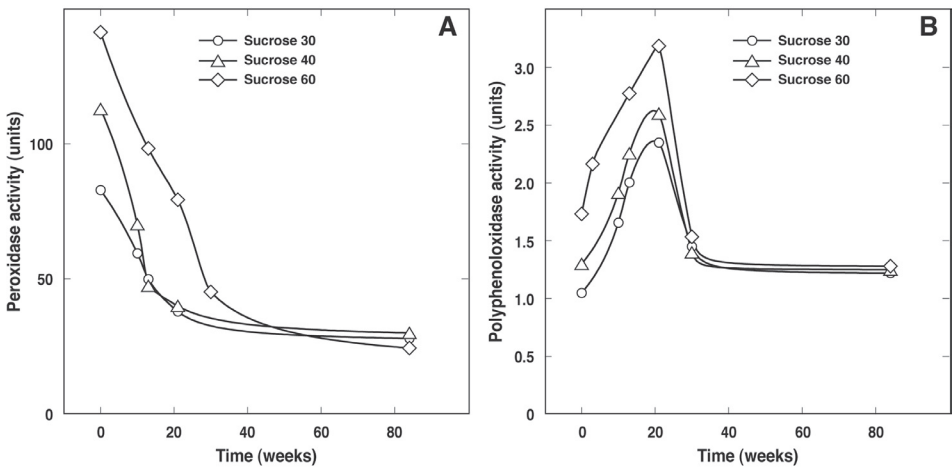 A
Sucrose 30
Sucrose 40
Sucrose 60
Peroxidase activity (units)
100
50
0
0 20 40 60 80
Time (weeks)
B
Sucrose 30
Sucrose 40
Sucrose 60
Polyphenoloxidase activity (units)
3.0
2.5
2.0
1.5
1.0
0.5
0
0 20 40 60 80
Time (weeks)